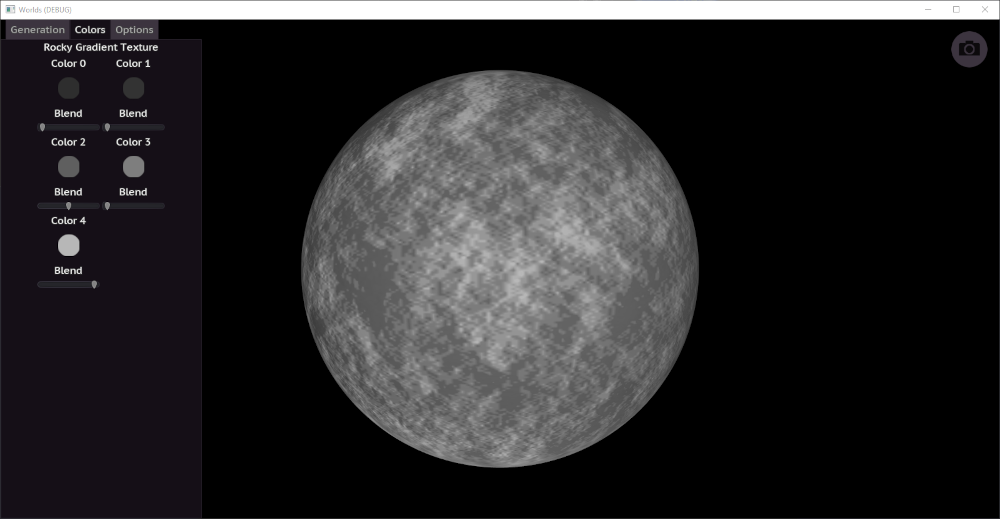 Worlds (DEBUG)
Generation Colors Options
Rocky Gradient Texture
Color 0 Color 1
Blend Blend
Color 2 Color 3
Blend Blend
Color 4
Blend